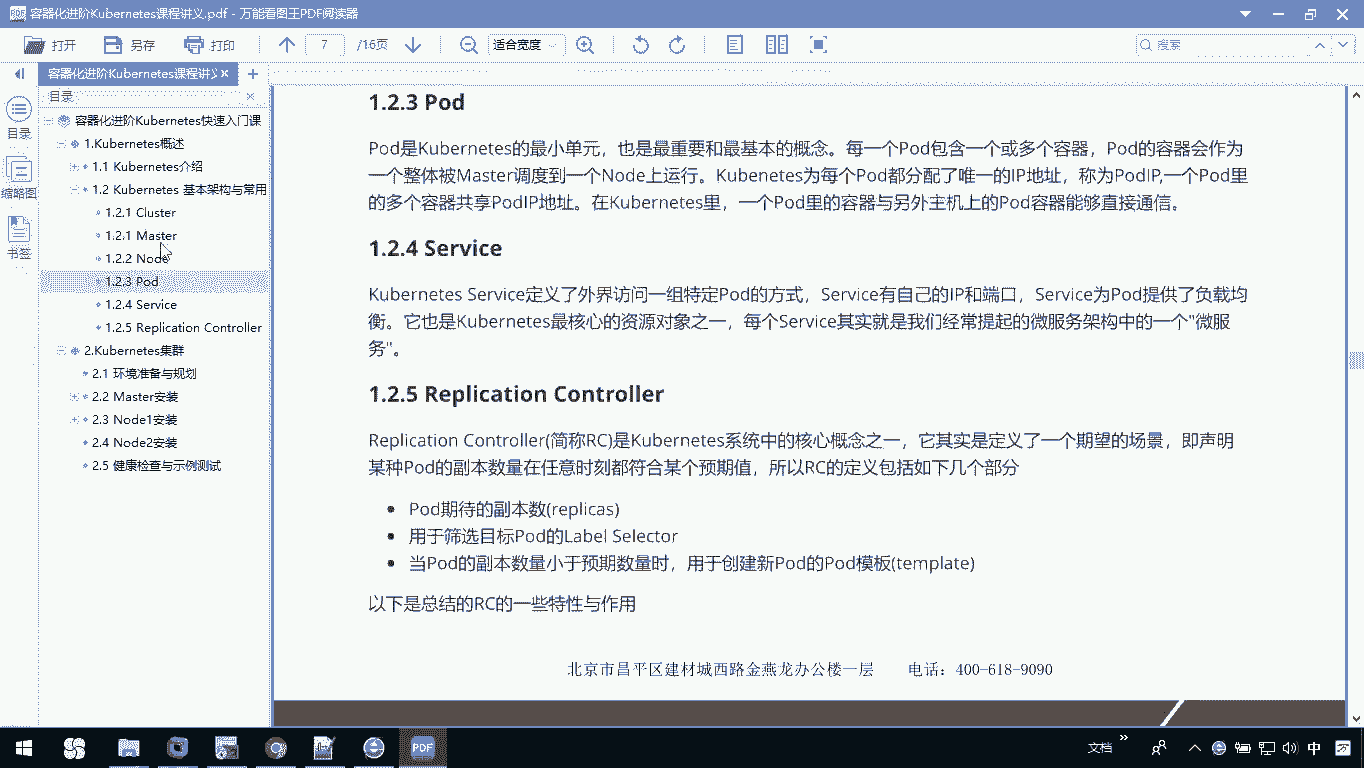 容器化进阶Kubernetes课程讲义.pdf - 万能看图王PDF阅读器
打开
另存
打印
7
/16页
适合宽度
搜索
容器化进阶Kubernetes课程讲义
目录
目录
缩略图
书签
容器化进阶Kubernetes快速入门课
1.Kubernetes概述
1.1 Kubernetes介绍
1.2 Kubernetes 基本架构与常用
1.2.1 Cluster
1.2.1 Master
1.2.2 Node
1.2.3 Pod
1.2.4 Service
1.2.5 Replication Controller
2.Kubernetes集群
2.1 环境准备与规划
2.2 Master安装
2.3 Node1安装
2.4 Node2安装
2.5 健康检查与示例测试
1.2.3 Pod
Pod是Kubernetes的最小单元，也是最重要和最基本的概念。每一个Pod包含一个或多个容器，Pod的容器会作为
一个整体被Master调度到一个Node上运行。Kubenetes为每个Pod都分配了唯一的IP地址，称为PodIP,一个Pod里
的多个容器共享PodIP地址。在Kubernetes里，一个Pod里的容器与另外主机上的Pod容器能够直接通信。
1.2.4 Service
Kubernetes Service定义了外界访问一组特定Pod的方式，Service有自己的IP和端口，Service为Pod提供了负载均
衡。它也是Kubernetes最核心的资源对象之一，每个Service其实就是我们经常提起的微服务架构中的一个"微服
务"。
1.2.5 Replication Controller
Replication Controller(简称RC)是Kubernetes系统中的核心概念之一，它其实是定义了一个期望的场景，即声明
某种Pod的副本数量在任意时刻都符合某个预期值，所以RC的定义包括如下几个部分
Pod期待的副本数(replicas)
用于筛选目标Pod的Label Selector
当Pod的副本数量小于预期数量时，用于创建新Pod的Pod模板(template)
以下是总结的RC的一些特性与作用
北京市昌平区建材城西路金燕龙办公楼一层 电话：400-618-9090
PDF
文档
中